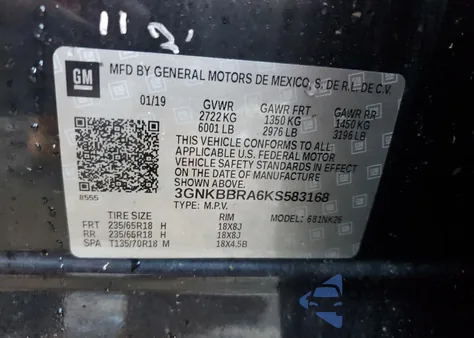 11 2.
GM
MFD BY GENERAL MOTORS DE MEXICO, S. DE R.L. DE C.V.
01/19 GVWR GAWR FRT GAWR RR
2722 KG 1350 KG 1450 KG
6001 LB 2976 LB 3196 LB
THIS VEHICLE CONFORMS TO ALL
APPLICABLE U.S. FEDERAL MOTOR
VEHICLE SAFETY STANDARDS IN EFFECT ON THE
DATE OF MANUFACTURE SHOWN ABOVE.
8555 3GNKBBRA6KS583168
TYPE: M.P.V. MODEL: 6B1NK26
TIRE SIZE RIM
FRT 235/65R18 H 18X8J
RR 235/65R18 H 18X8J
SPA T135/70R18 M 18X4.5B